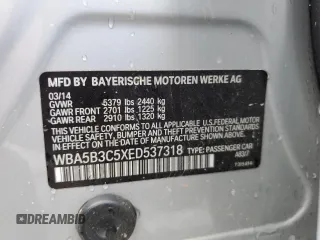 MFD BY BAYERISCHE MOTOREN WERKE AG
03/14
GVWR 5379 lbs 2440 kg
GAWR FRONT 2701 lbs 1225 kg
GAWR REAR 2910 lbs 1320 kg
THIS VEHICLE CONFORMS TO ALL APPLICABLE
U.S. FEDERAL MOTOR VEHICLE SAFETY, BUMPER,
AND THEFT PREVENTION STANDARDS IN EFFECT
ON THE DATE OF MANUFACTURE SHOWN ABOVE.
WBA5B3C5XED537318 TYPE: PASSENGER CAR
DREAMBID